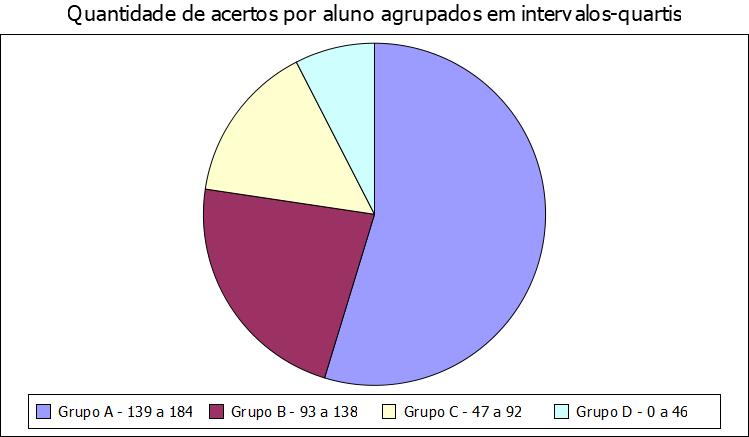 Quantidade de acertos por aluno agrupados em intervalos-quartis
Grupo A - 139 a 184 Grupo B - 93 a 138 Grupo C - 47 a 92 Grupo D - 0 a 46